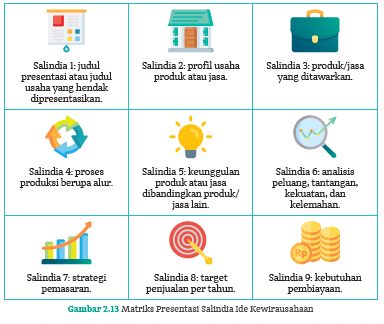 Salindia 1: judul
presentasi atau judul
usaha yang hendak
dipresentasikan.
Salindia 2: profil usaha
produk atau jasa.
Salindia 3: produk/jasa
yang ditawarkan.
Salindia 4: proses
produksi berupa alur.
Salindia 5: keunggulan
produk atau jasa
dibandingkan produk/
jasa lain.
Salindia 6: analisis
peluang, tantangan,
kekuatan, dan
kelemahan.
Salindia 7: strategi
pemasaran.
Salindia 8: target
penjualan per tahun.
Rp
Salindia 9: kebutuhan
pembiayaan.
Gambar 2.13 Matriks Presentasi Salindia Ide Kewirausahaan